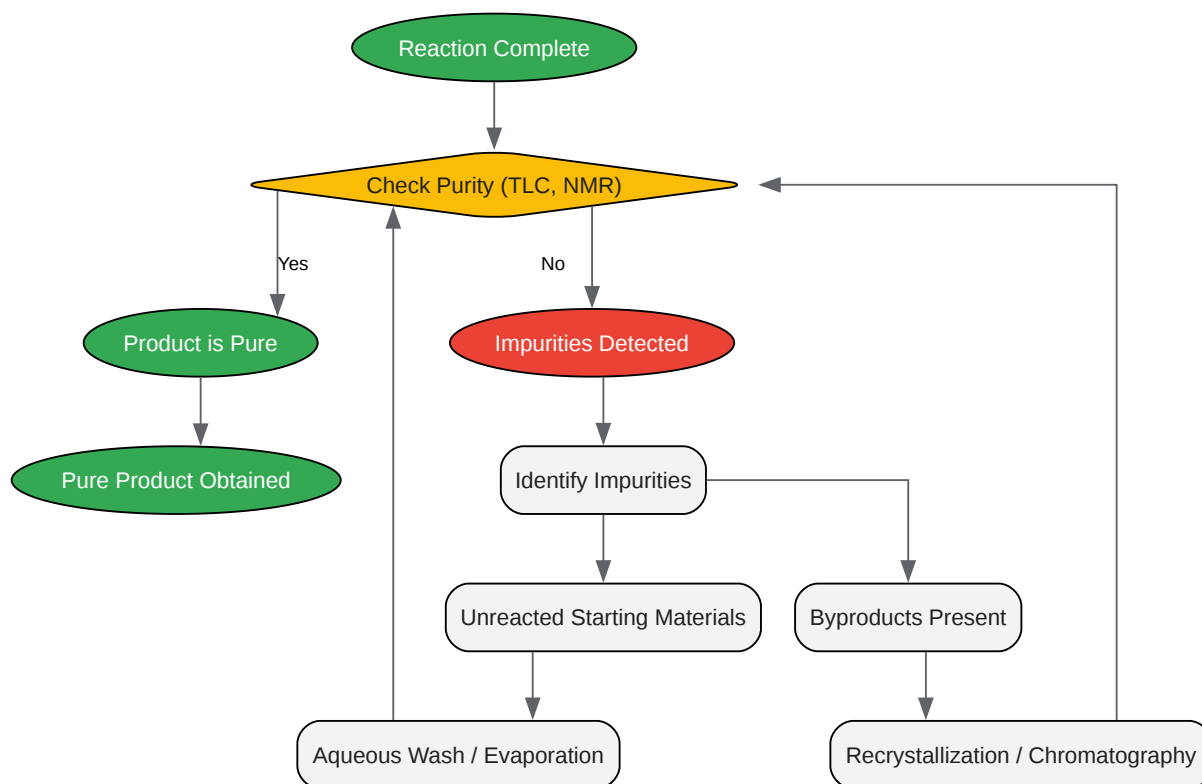 Reaction Complete
Check Purity (TLC, NMR)
Yes
No
Product is Pure
Impurities Detected
Pure Product Obtained
Identify Impurities
Unreacted Starting Materials
Byproducts Present
Aqueous Wash / Evaporation
Recrystallization / Chromatography